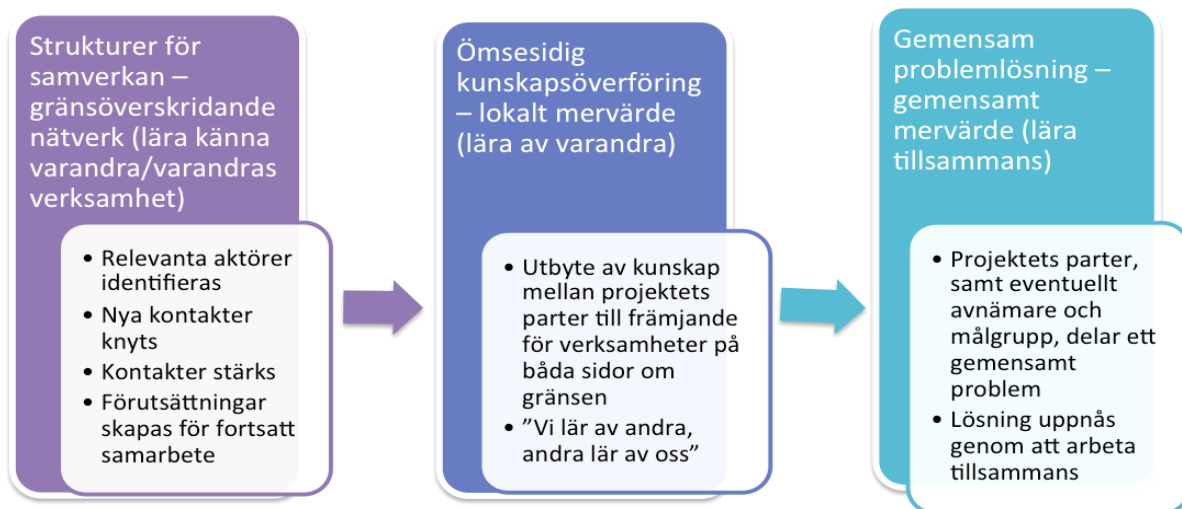 Strukturer för
samverkan –
gränsöverskridande
nätverk (lära känna
varandra/varandras
verksamhet)
• Relevanta aktörer
identifieras
• Nya kontakter
knyts
• Kontakter stärks
• Förutsättningar
skapas för fortsatt
samarbete
Ömsesidig
kunskapsöverföring
– lokalt mervärde
(lära av varandra)
• Utbyte av kunskap
mellan projektets
parter till främjande
för verksamheter på
båda sidor om
gränsen
• ”Vi lär av andra,
andra lär av oss”
Gemensam
problemlösning –
gemensamt
mervärde (lära
tillsammans)
• Projektets parter,
samt eventuellt
avnämare och
målgrupp, delar ett
gemensamt
problem
• Lösning uppnås
genom att arbeta
tillsammans